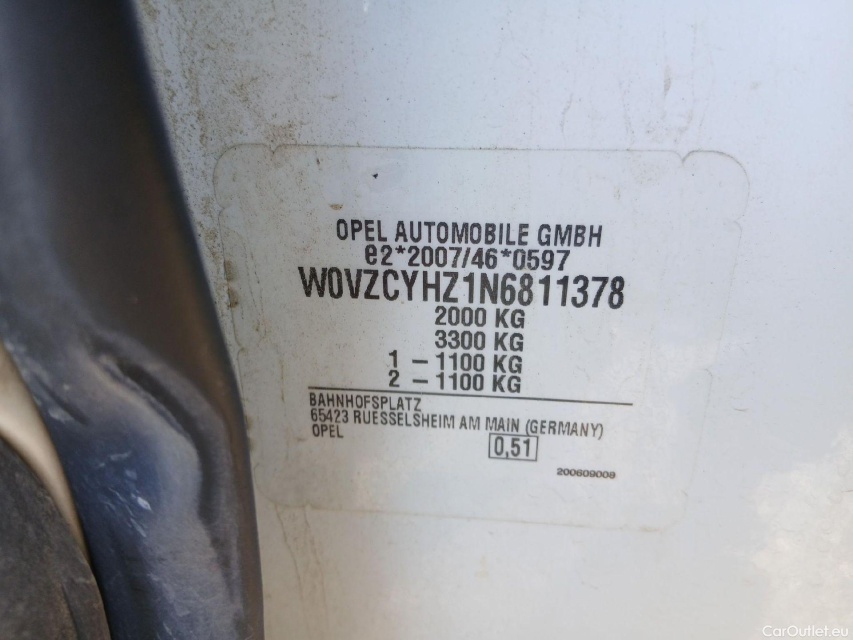 OPEL AUTOMOBILE GMBH
e2*2007/46*0597
W0VZCYHZ1N6811378
2000 KG
3300 KG
1 – 1100 KG
2 – 1100 KG
BAHNHOFSPLATZ
65423 RUESSELSHEIM AM MAIN (GERMANY)
OPEL
0,51
200609009
CarOutlet.eu